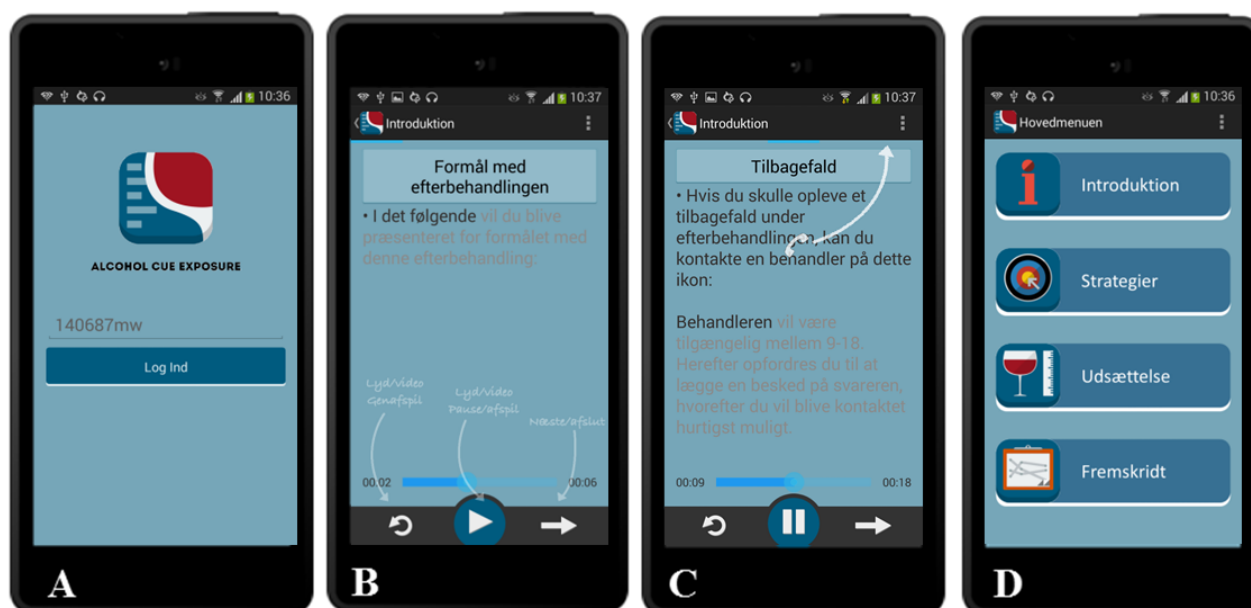 10:36
ALCOHOL CUE EXPOSURE
140687mw
Log Ind
A
10:37
Introduktion
Formål med
efterbehandlingen
• I det følgende vil du blive
præsenteret for formålet med
denne efterbehandling:
Lyd/video
Genafspil
Lyd/video
Pause/afspil
Næste/afslut
00:02
00:06
B
10:37
Introduktion
Tilbagefald
• Hvis du skulle opleve et
tilbagefald under
efterbehandlingen, kan du
kontakte en behandler på dette
ikon:
Behandleren vil være
tilgængelig mellem 9-18.
Herefter opfordres du til at
lægge en besked på svareren,
hvorefter du vil blive kontaktet
hurtigst muligt.
00:09
00:18
C
10:36
Hovedmenuen
Introduktion
Strategier
Udsættelse
Fremskridt
D